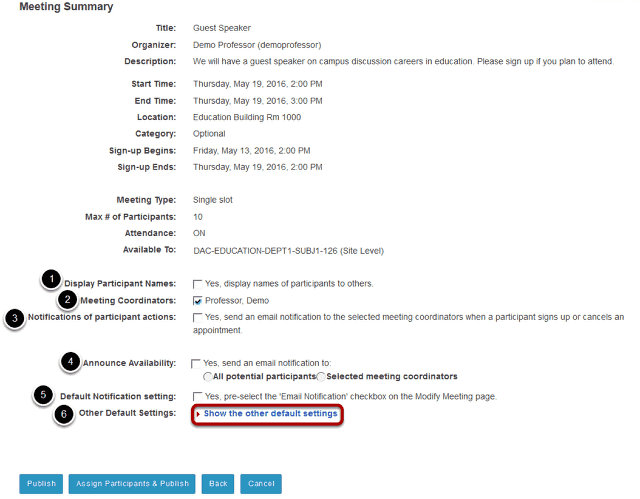 Meeting Summary
Title: Guest Speaker
Organizer: Demo Professor (demoprofessor)
Description: We will have a guest speaker on campus discussion careers in education. Please sign up if you plan to attend.
Start Time: Thursday, May 19, 2016, 2:00 PM
End Time: Thursday, May 19, 2016, 3:00 PM
Location: Education Building Rm 1000
Category: Optional
Sign-up Begins: Friday, May 13, 2016, 2:00 PM
Sign-up Ends: Thursday, May 19, 2016, 2:00 PM
Meeting Type: Single slot
Max # of Participants: 10
Attendance: ON
Available To: DAC-EDUCATION-DEPT1-SUBJ1-126 (Site Level)
1 Display Participant Names: Yes, display names of participants to others.
2 Meeting Coordinators: Professor, Demo
3 Notifications of participant actions: Yes, send an email notification to the selected meeting coordinators when a participant signs up or cancels an
appointment
4 Announce Availability: Yes, send an email notification to:
All potential participants Selected meeting coordinators
5 Default Notification setting: Yes, pre-select the 'Email Notification' checkbox on the Modify Meeting page.
6 Other Default Settings: Show the other default settings
Publish Assign Participants & Publish Back Cancel